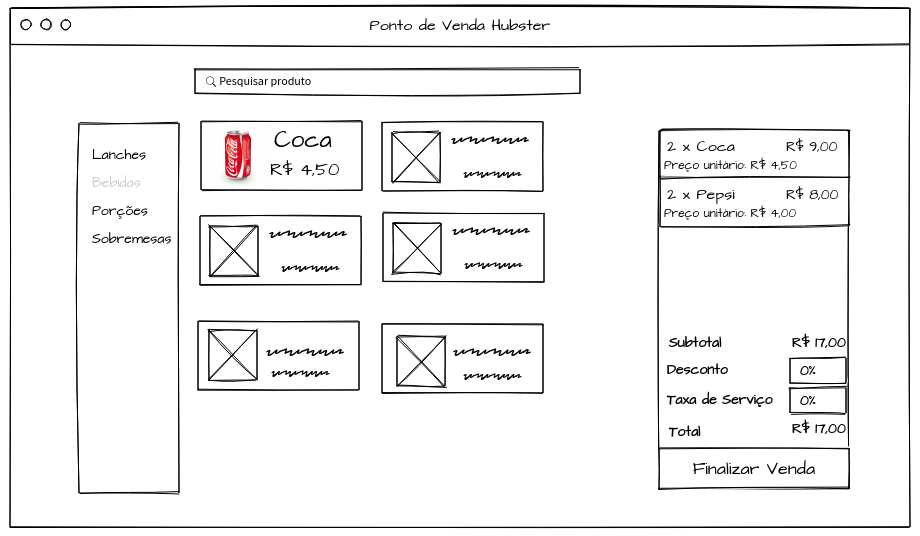 Ponto de Venda Hubster
Pesquisar produto
Lanches
Bebidas
Porções
Sobremesas
Coca-Cola
Coca
R$ 4,50
2 x Coca R$ 9,00
Preço unitário: R$ 4,50
2 x Pepsi R$ 8,00
Preço unitário: R$ 4,00
Subtotal R$ 17,00
Desconto 0%
Taxa de Serviço 0%
Total R$ 17,00
Finalizar Venda